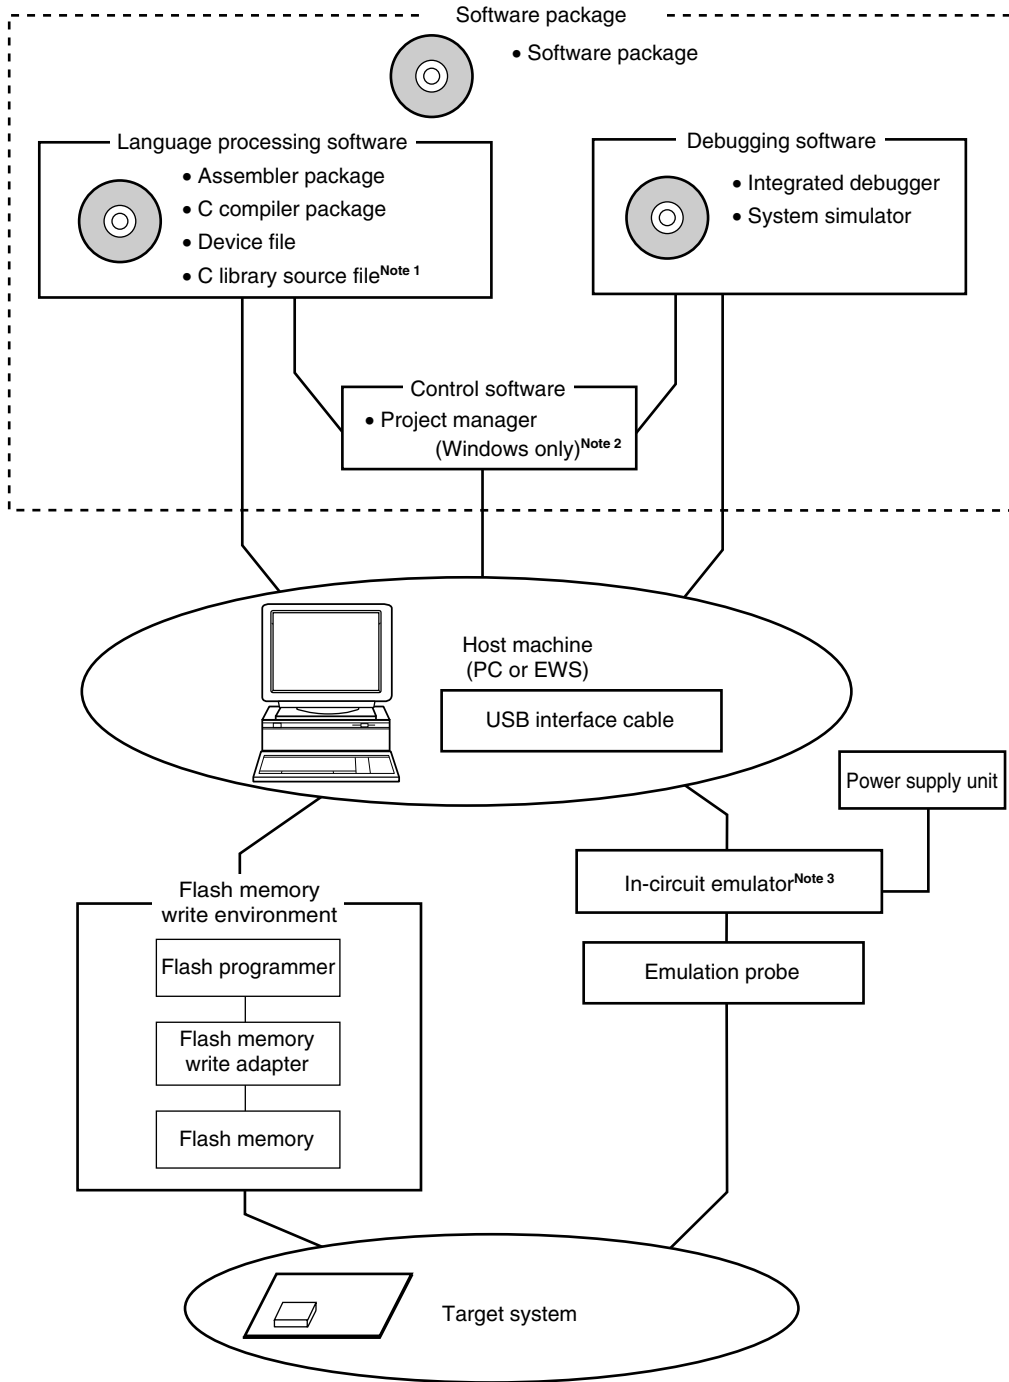 Software package
• Software package
Language processing software
• Assembler package
• C compiler package
• Device file
• C library source fileNote 1
Debugging software
• Integrated debugger
• System simulator
Control software
• Project manager
(Windows only)Note 2
Host machine
(PC or EWS)
USB interface cable
Power supply unit
Flash memory
write environment
Flash programmer
Flash memory
write adapter
Flash memory
In-circuit emulatorNote 3
Emulation probe
Target system